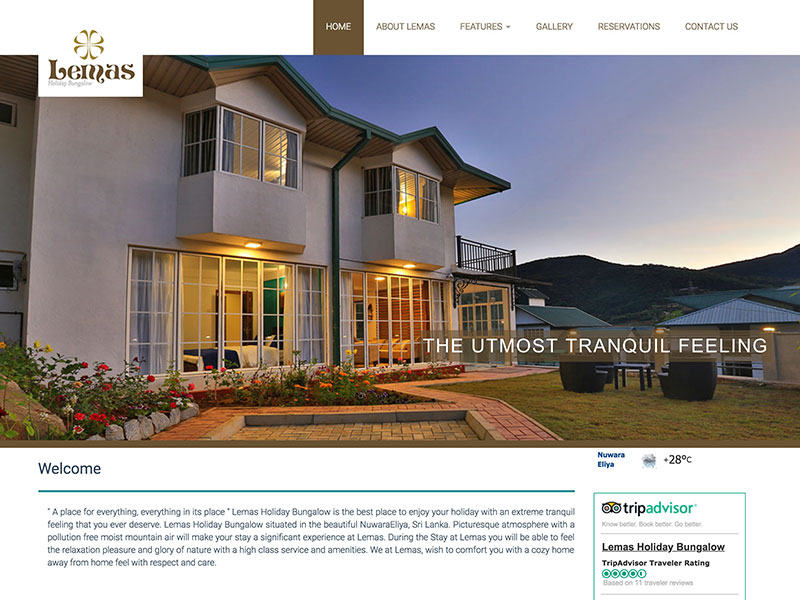 HOME ABOUT LEMAS FEATURES GALLERY RESERVATIONS CONTACT US
Lemas
Holiday Bungalow
THE UTMOST TRANQUIL FEELING
Welcome
" A place for everything, everything in its place " Lemas Holiday Bungalow is the best place to enjoy your holiday with an extreme tranquil
feeling that you ever deserve. Lemas Holiday Bungalow situated in the beautiful NuwaraEliya, Sri Lanka. Picturesque atmosphere with a
pollution free moist mountain air will make your stay a significant experience at Lemas. During the Stay at Lemas you will be able to feel
the relaxation pleasure and glory of nature with a high class service and amenities. We at Lemas, wish to comfort you with a cozy home
away from home feel with respect and care.
Nuwara
Eliya
+28°C
tripadvisor®
Know better. Book better. Go better.
Lemas Holiday Bungalow
TripAdvisor Traveler Rating
Based on 11 traveler reviews